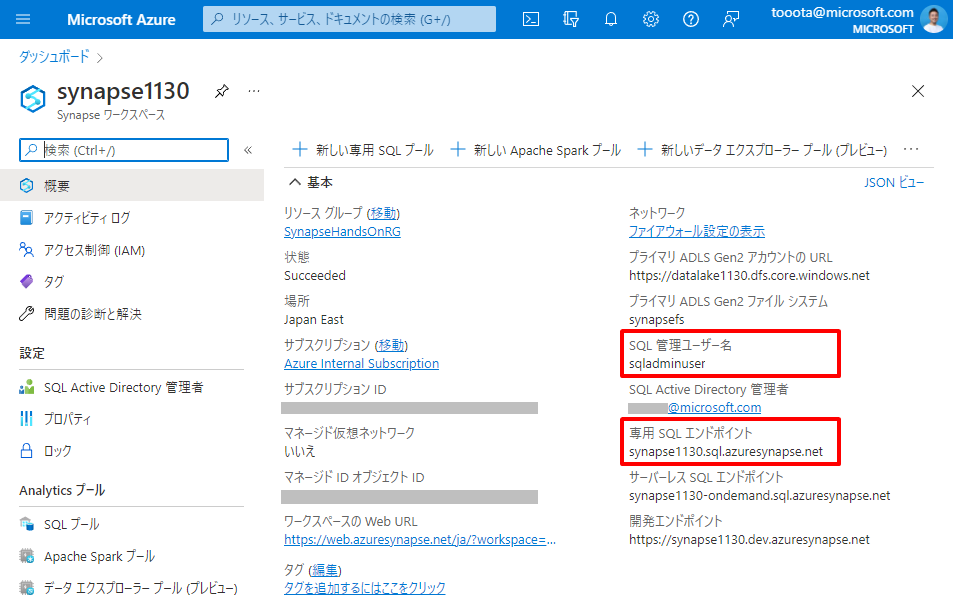 Microsoft Azure
リソース、サービス、ドキュメントの検索 (G+/)
tooota@microsoft.com
MICROSOFT
ダッシュボード
synapse1130
Synapse ワークスペース
検索 (Ctrl+/)
概要
アクティビティ ログ
アクセス制御 (IAM)
タグ
問題の診断と解決
設定
SQL Active Directory 管理者
プロパティ
ロック
Analytics プール
SQL プール
Apache Spark プール
データ エクスプローラー プール (プレビュー)
新しい専用 SQL プール
新しい Apache Spark プール
新しいデータ エクスプローラー プール (プレビュー)
基本
JSON ビュー
リソース グループ (移動)
SynapseHandsOnRG
状態
Succeeded
場所
Japan East
サブスクリプション (移動)
Azure Internal Subscription
サブスクリプション ID
マネージド仮想ネットワーク
いいえ
マネージド ID オブジェクト ID
ワークスペースの Web URL
https://web.azuresynapse.net/ja/?workspace=...
タグ (編集)
タグを追加するにはここをクリック
ネットワーク
ファイアウォール設定の表示
プライマリ ADLS Gen2 アカウントの URL
https://datalake1130.dfs.core.windows.net
プライマリ ADLS Gen2 ファイル システム
synapsefs
SQL 管理ユーザー名
sqladminuser
SQL Active Directory 管理者
@microsoft.com
専用 SQL エンドポイント
synapse1130.sql.azuresynapse.net
サーバーレス SQL エンドポイント
synapse1130-ondemand.sql.azuresynapse.net
開発エンドポイント
https://synapse1130.dev.azuresynapse.net